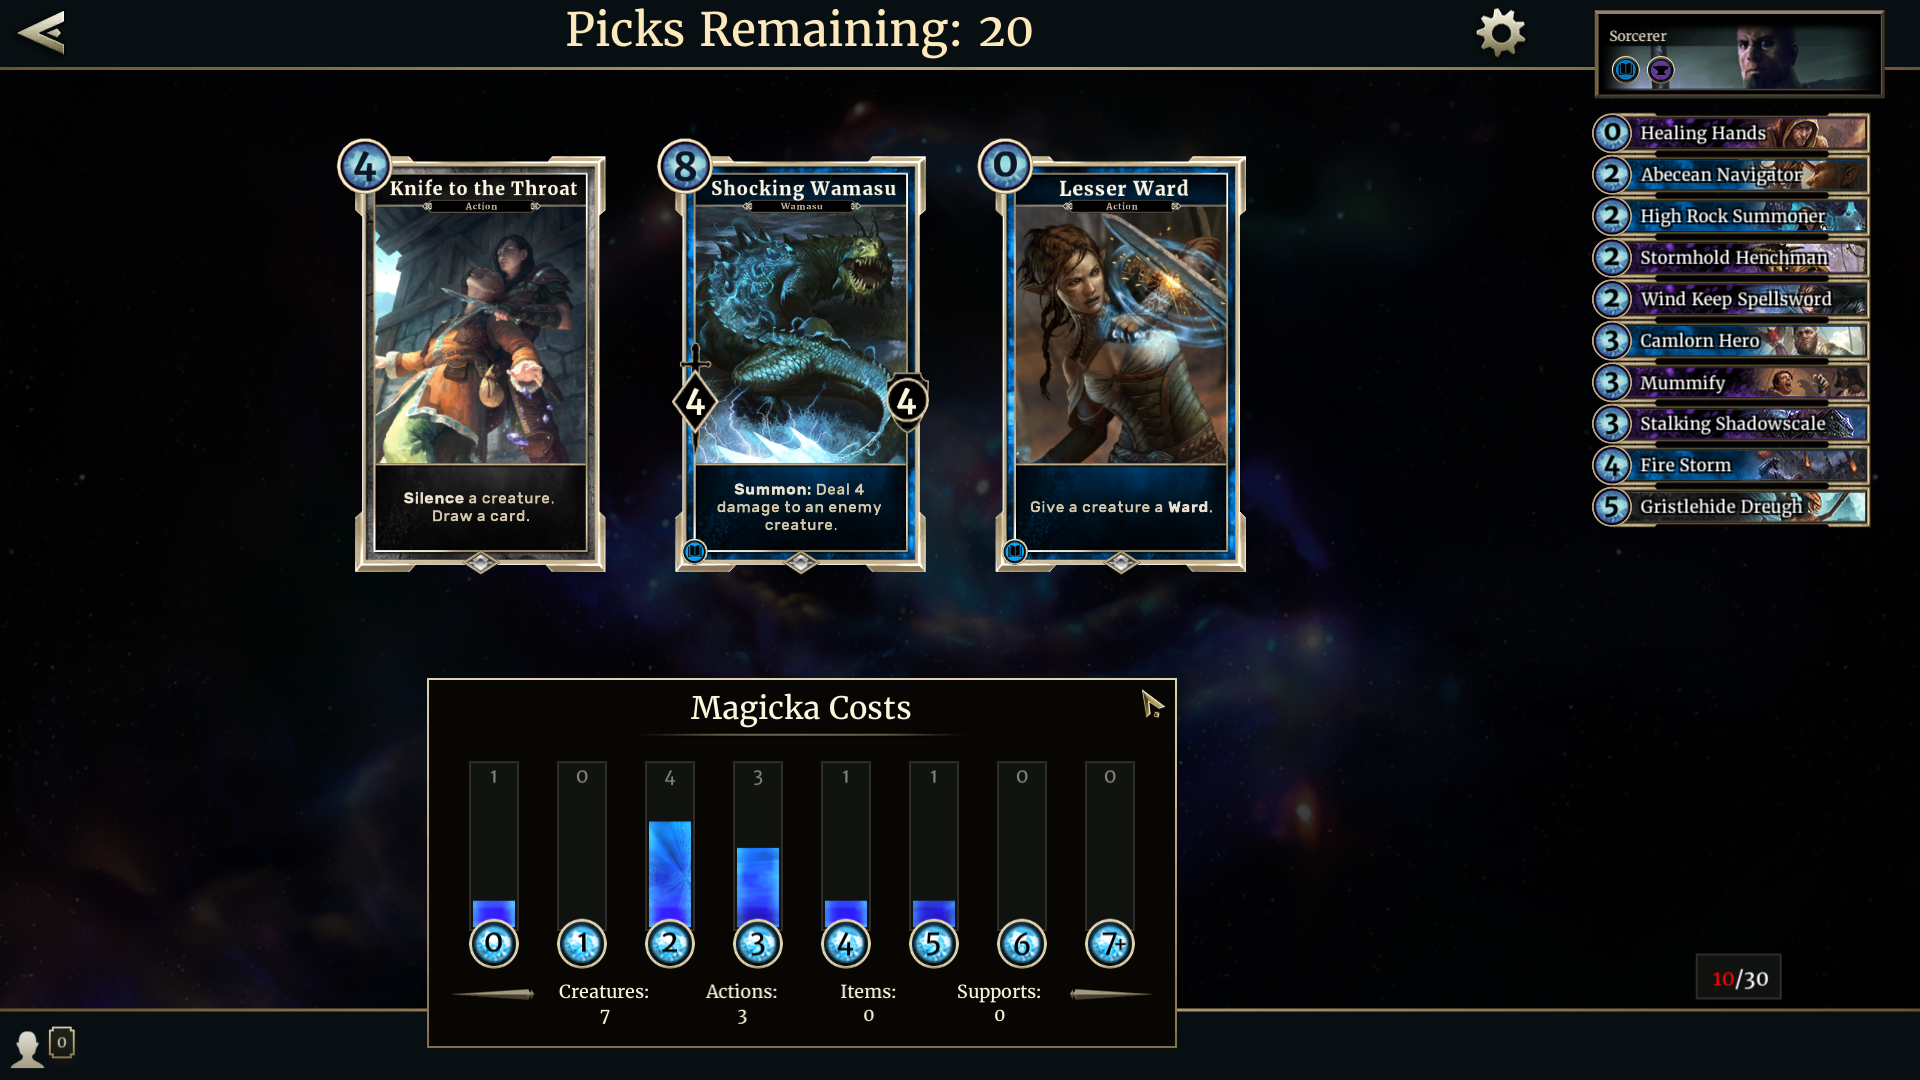 Picks Remaining: 20
Sorcerer
4
Knife to the Throat
Action
Silence a creature.
Draw a card.
8
Shocking Wamasu
Wamasu
4
4
Summon: Deal 4
damage to an enemy
creature.
0
Lesser Ward
Action
Give a creature a Ward.
0 Healing Hands
2 Abecean Navigator
2 High Rock Summoner
2 Stormhold Henchman
2 Wind Keep Spellsword
3 Camlorn Hero
3 Mummify
3 Stalking Shadowscale
4 Fire Storm
5 Gristlehide Dreugh
Magicka Costs
1 0 4 3 1 1 0 0
0 1 2 3 4 5 6 7+
Creatures: Actions: Items: Supports:
7 3 0 0
10/30
0